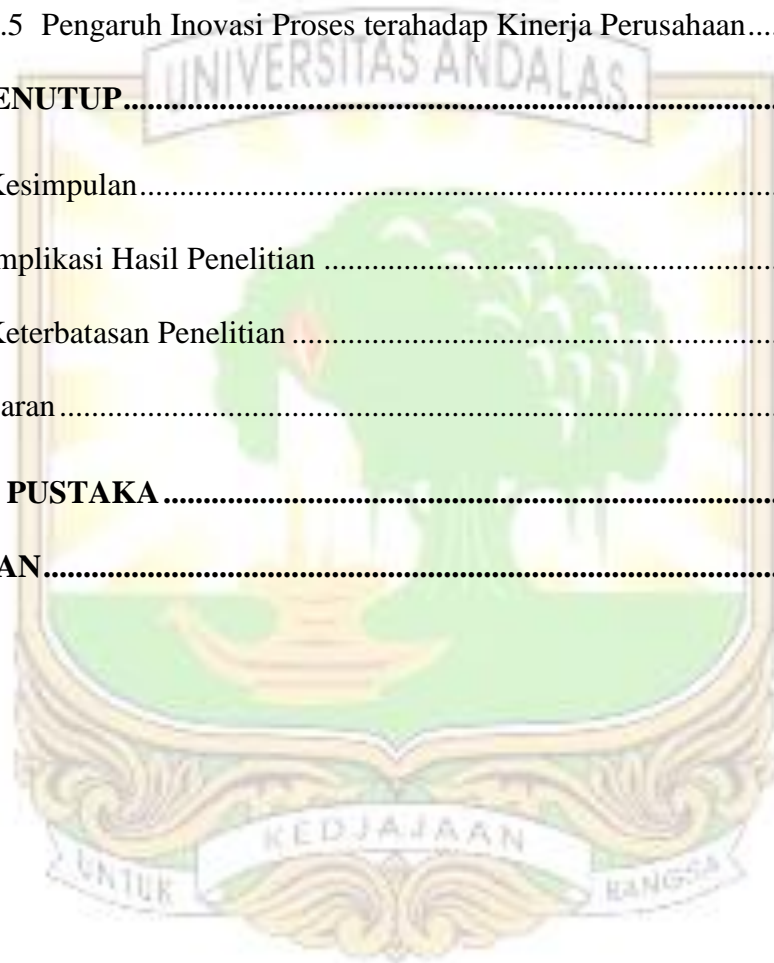 .5 Pengaruh Inovasi Proses terahadap Kinerja Perusahaan....
UNIVERSITAS ANDALAS
ENUTUP................................................................................
Kesimpulan................................................................................
mplikasi Hasil Penelitian ........................................................
Keterbatasan Penelitian ............................................................
aran................................................................................
PUSTAKA................................................................................
AN................................................................................
KEDJAJAAN
UNTUK BANGSA